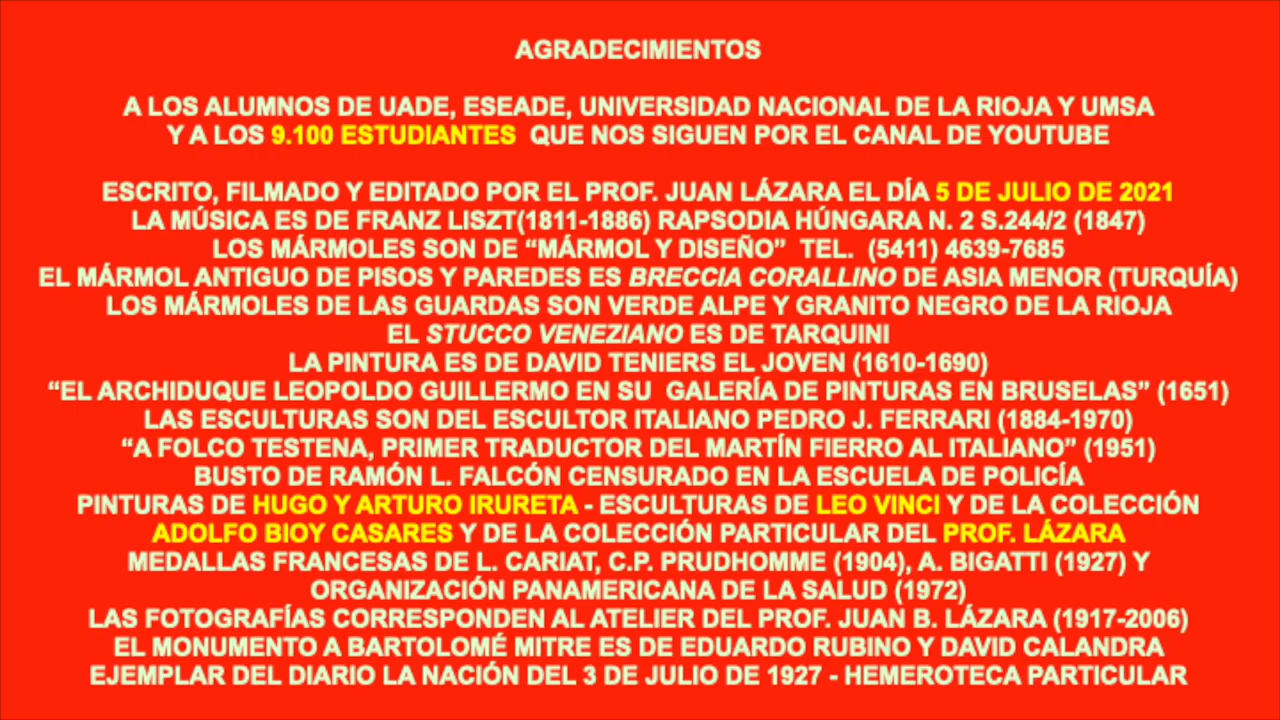 AGRADECIMIENTOS
A LOS ALUMNOS DE UADE, ESEADE, UNIVERSIDAD NACIONAL DE LA RIOJA Y UMSA
Y A LOS 9.100 ESTUDIANTES QUE NOS SIGUEN POR EL CANAL DE YOUTUBE
ESCRITO, FILMADO Y EDITADO POR EL PROF. JUAN LÁZARA EL DÍA 5 DE JULIO DE 2021
LA MÚSICA ES DE FRANZ LISZT(1811-1886) RAPSODIA HÚNGARA N. 2 S.244/2 (1847)
LOS MÁRMOLES SON DE “MÁRMOL Y DISEÑO” TEL. (5411) 4639-7685
EL MÁRMOL ANTIGUO DE PISOS Y PAREDES ES BRECCIA CORALLINO DE ASIA MENOR (TURQUÍA)
LOS MÁRMOLES DE LAS GUARDAS SON VERDE ALPE Y GRANITO NEGRO DE LA RIOJA
EL STUCCO VENEZIANO ES DE TARQUINI
LA PINTURA ES DE DAVID TENIERS EL JOVEN (1610-1690)
“EL ARCHIDUQUE LEOPOLDO GUILLERMO EN SU GALERÍA DE PINTURAS EN BRUSELAS” (1651)
LAS ESCULTURAS SON DEL ESCULTOR ITALIANO PEDRO J. FERRARI (1884-1970)
“A FOLCO TESTENA, PRIMER TRADUCTOR DEL MARTÍN FIERRO AL ITALIANO” (1951)
BUSTO DE RAMÓN L. FALCÓN CENSURADO EN LA ESCUELA DE POLICÍA
PINTURAS DE HUGO Y ARTURO IRURETA - ESCULTURAS DE LEO VINCI Y DE LA COLECCIÓN
ADOLFO BIOY CASARES Y DE LA COLECCIÓN PARTICULAR DEL PROF. LÁZARA
MEDALLAS FRANCESAS DE L. CARIAT, C.P. PRUDHOMME (1904), A. BIGATTI (1927) Y
ORGANIZACIÓN PANAMERICANA DE LA SALUD (1972)
LAS FOTOGRAFÍAS CORRESPONDEN AL ATELIER DEL PROF. JUAN B. LÁZARA (1917-2006)
EL MONUMENTO A BARTOLOMÉ MITRE ES DE EDUARDO RUBINO Y DAVID CALANDRA
EJEMPLAR DEL DIARIO LA NACIÓN DEL 3 DE JULIO DE 1927 - HEMEROTECA PARTICULAR